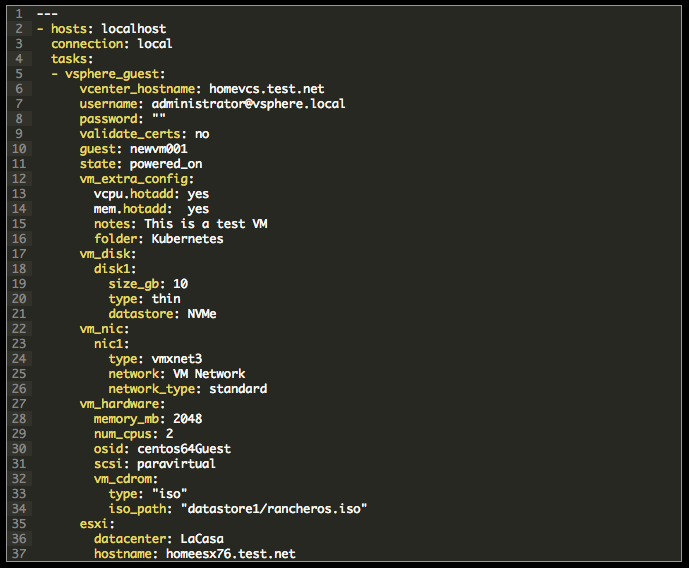 1 ---
2 - hosts: localhost
3   connection: local
4   tasks:
5   - vsphere_guest:
6       vcenter_hostname: homevcs.test.net
7       username: administrator@vsphere.local
8       password: ""
9       validate_certs: no
10       guest: newvm001
11       state: powered_on
12       vm_extra_config:
13         vcpu.hotadd: yes
14         mem.hotadd:  yes
15         notes: This is a test VM
16         folder: Kubernetes
17       vm_disk:
18         disk1:
19           size_gb: 10
20           type: thin
21           datastore: NVMe
22       vm_nic:
23         nic1:
24           type: vmxnet3
25           network: VM Network
26           network_type: standard
27       vm_hardware:
28         memory_mb: 2048
29         num_cpus: 2
30         osid: centos64Guest
31         scsi: paravirtual
32         vm_cdrom:
33           type: "iso"
34           iso_path: "datastore1/rancheros.iso"
35       esxi:
36         datacenter: LaCasa
37         hostname: homeesx76.test.net